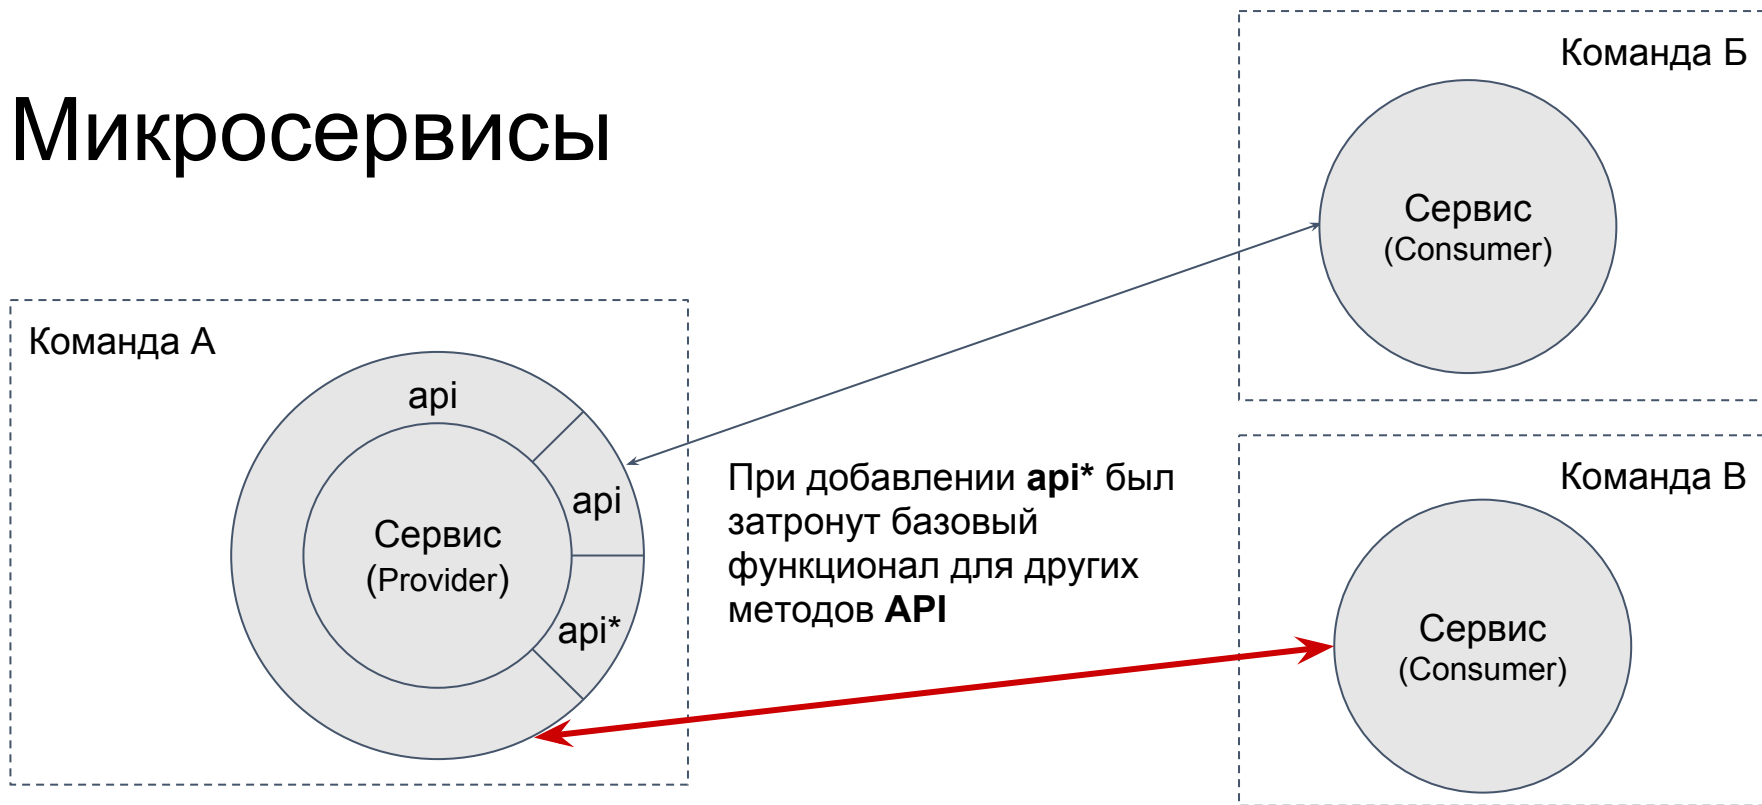 Микросервисы
Команда Б
Сервис
(Consumer)
Команда А
api
api
api*
Сервис
(Provider)
При добавлении api* был
затронут базовый
функционал для других
методов API
Команда В
Сервис
(Consumer)